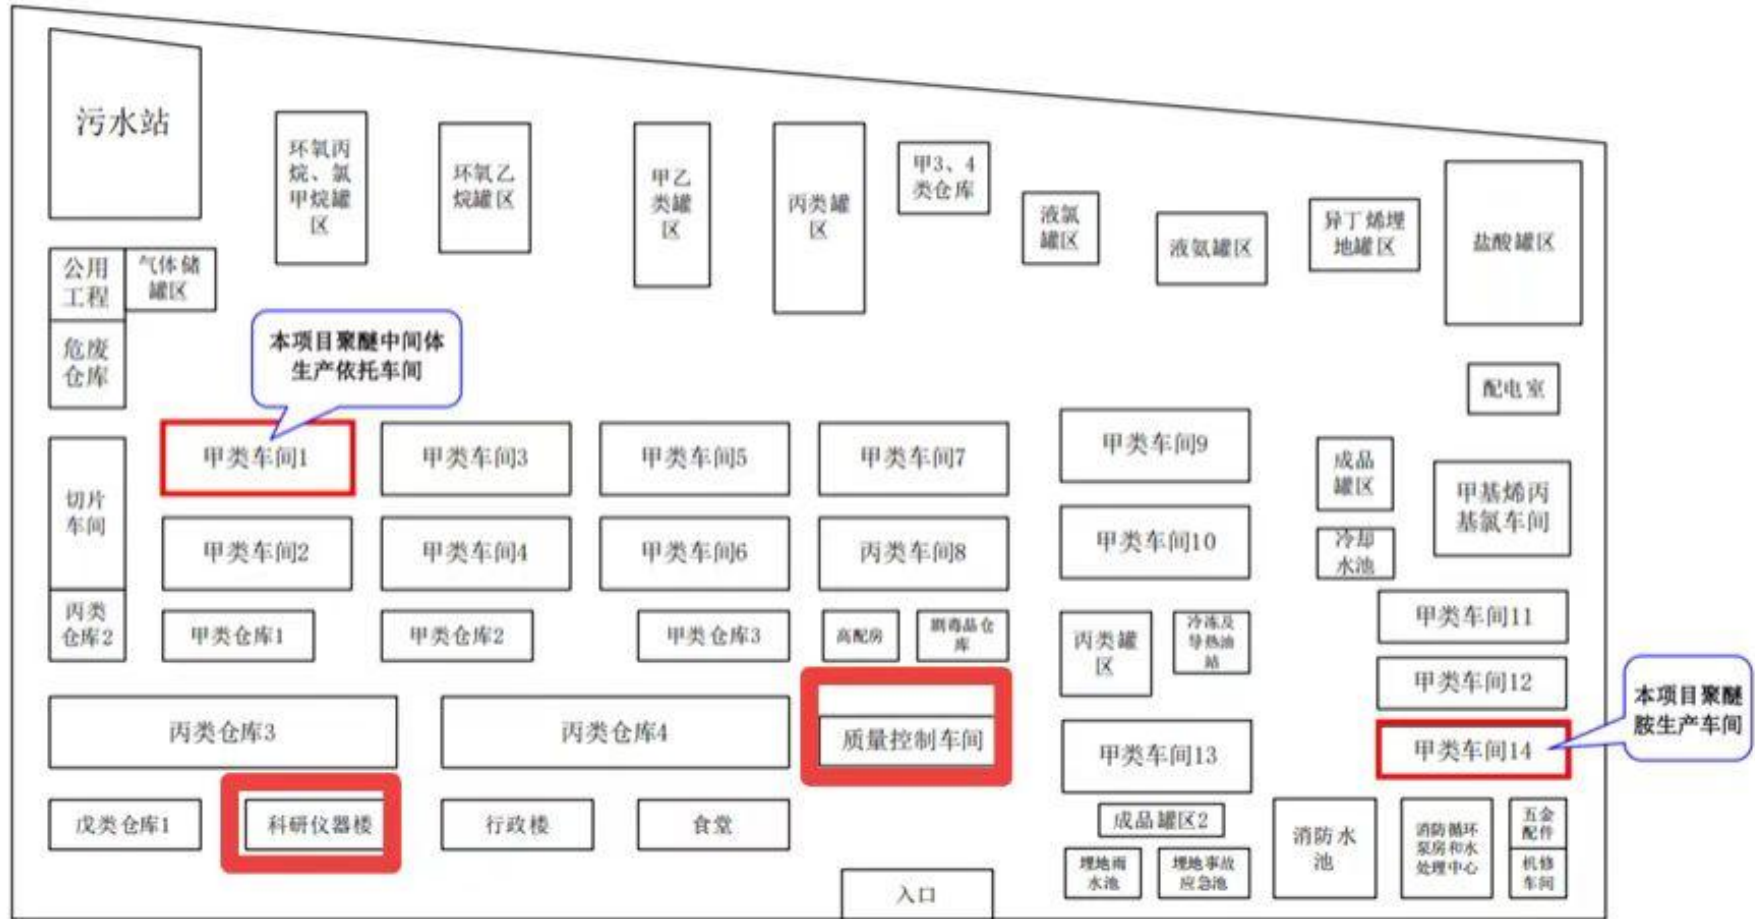 污水站
环氧丙
烷、氯
甲烷罐
区
环氧乙
烷罐区
甲乙
类罐
区
丙类罐
区
甲3、4
类仓库
液氯
罐区
液氨罐区
异丁烯埋
地罐区
盐酸罐区
公用
工程
气体储
罐区
危废
仓库
本项目聚醚中间体
生产依托车间
配电室
甲类车间1
甲类车间3
甲类车间5
甲类车间7
甲类车间9
成品
罐区
甲基烯丙
基氯车间
切片
车间
甲类车间2
甲类车间4
甲类车间6
丙类车间8
甲类车间10
冷却
水池
丙类
仓库2
甲类仓库1
甲类仓库2
甲类仓库3
高配房
剧毒品仓
库
丙类罐
区
冷冻及
导热油
站
甲类车间11
甲类车间12
本项目聚醚
胺生产车间
丙类仓库3
丙类仓库4
质量控制车间
甲类车间13
甲类车间14
戊类仓库1
科研仪器楼
行政楼
食堂
成品罐区2
消防水
池
消防循环
泵房和水
处理中心
五金
配件
埋地雨
水池
埋地事故
应急池
机修
车间
入口